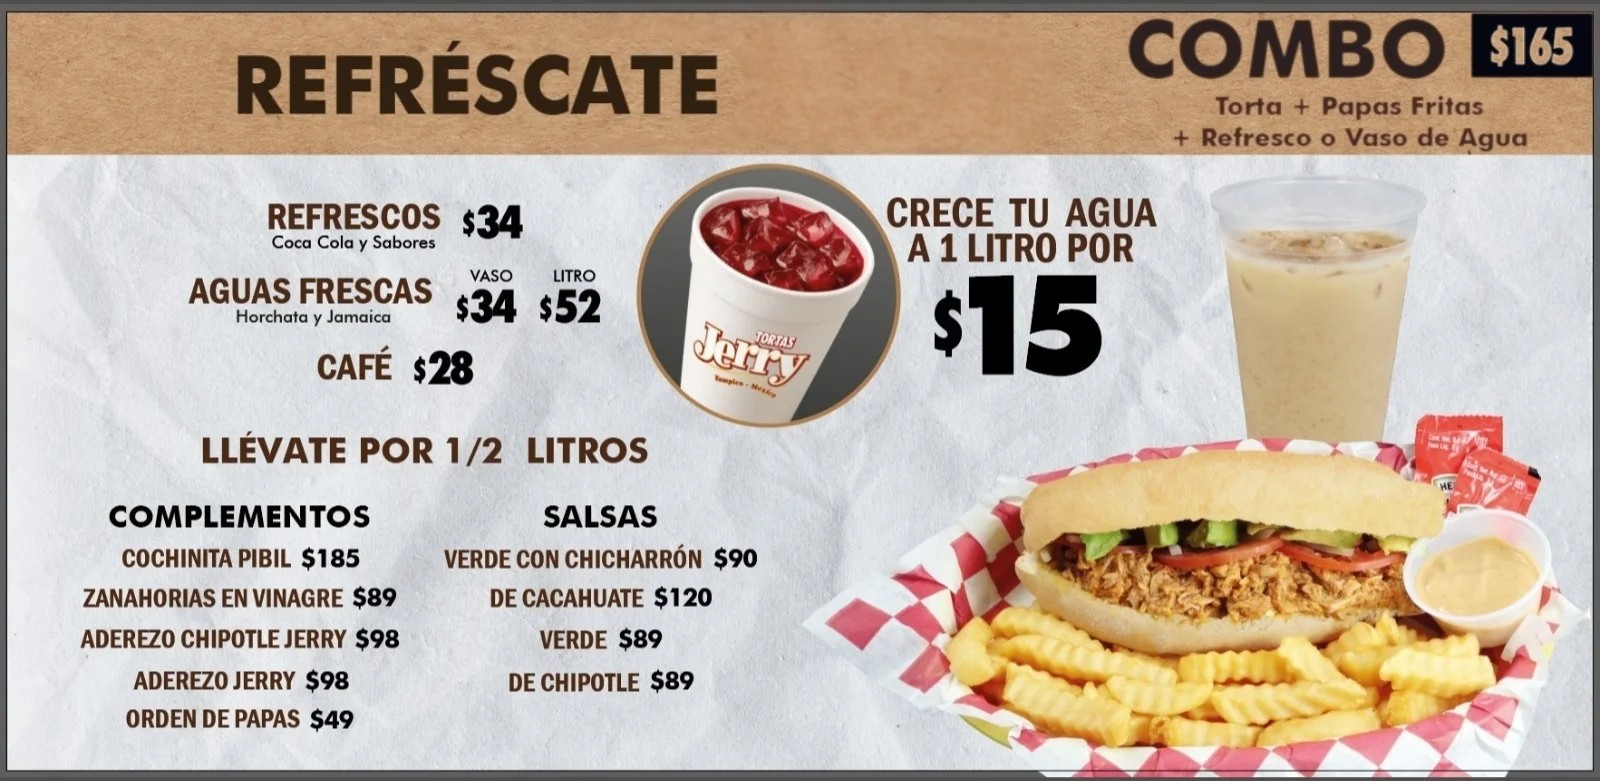 REFRÉSCATE
COMBO $165
Torta + Papas Fritas
+ Refresco o Vaso de Agua
REFRESCOS $34
Coca Cola y Sabores
VASO LITRO
AGUAS FRESCAS $34 $52
Horchata y Jamaica
CAFÉ $28
TORTAS
Jerry
Tampico - México
CRECE TU AGUA
A 1 LITRO POR
$15
LLÉVATE POR 1/2 LITROS
COMPLEMENTOS
COCHINITA PIBIL $185
ZANAHORIAS EN VINAGRE $89
ADEREZO CHIPOTLE JERRY $98
ADEREZO JERRY $98
ORDEN DE PAPAS $49
SALSAS
VERDE CON CHICHARRÓN $90
DE CACAHUATE $120
VERDE $89
DE CHIPOTLE $89